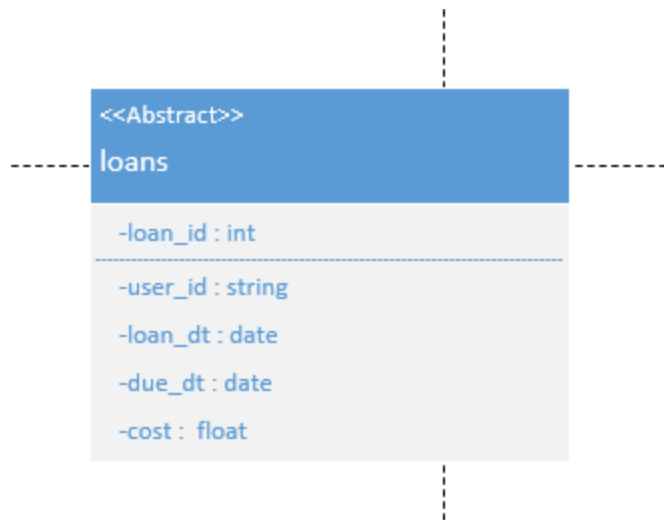 <<Abstract>>
loans
-loan_id : int
-user_id : string
-loan_dt : date
-due_dt : date
-cost :  float